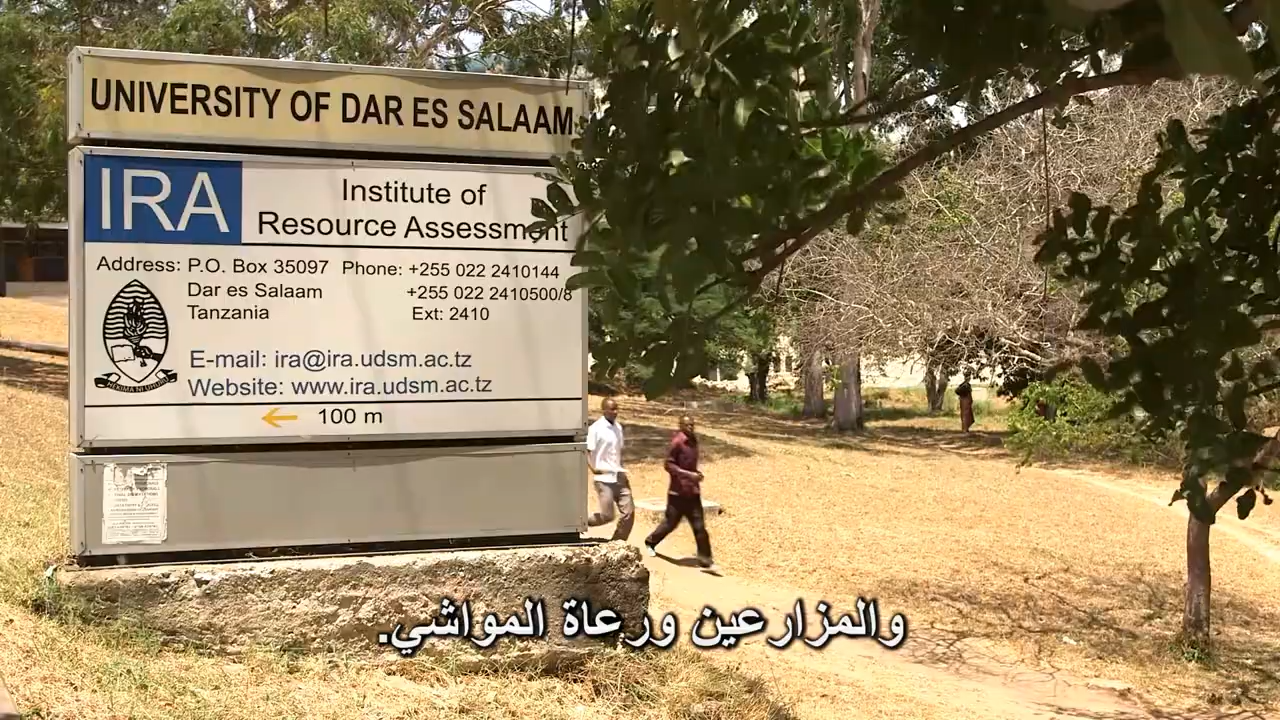 UNIVERSITY OF DAR ES SALAAM
IRA
Institute of
Resource Assessment
Address: P.O. Box 35097 Phone: +255 022 2410144
Dar es Salaam +255 022 2410500/8
Tanzania Ext: 2410
E-mail: ira@ira.udsm.ac.tz
Website: www.ira.udsm.ac.tz
100 m
والمزارعين ورعاة المواشي.